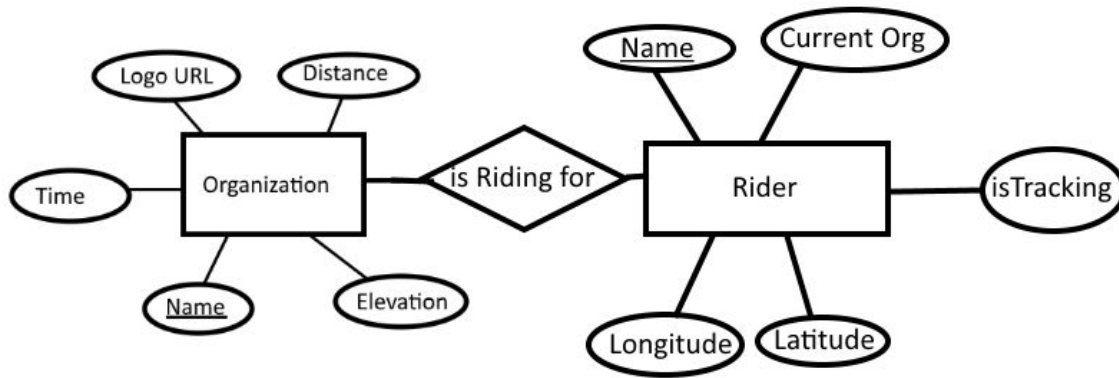 Name
Current Org
Logo URL
Distance
Time
Organization
is Riding for
Rider
isTracking
Name
Elevation
Longitude
Latitude